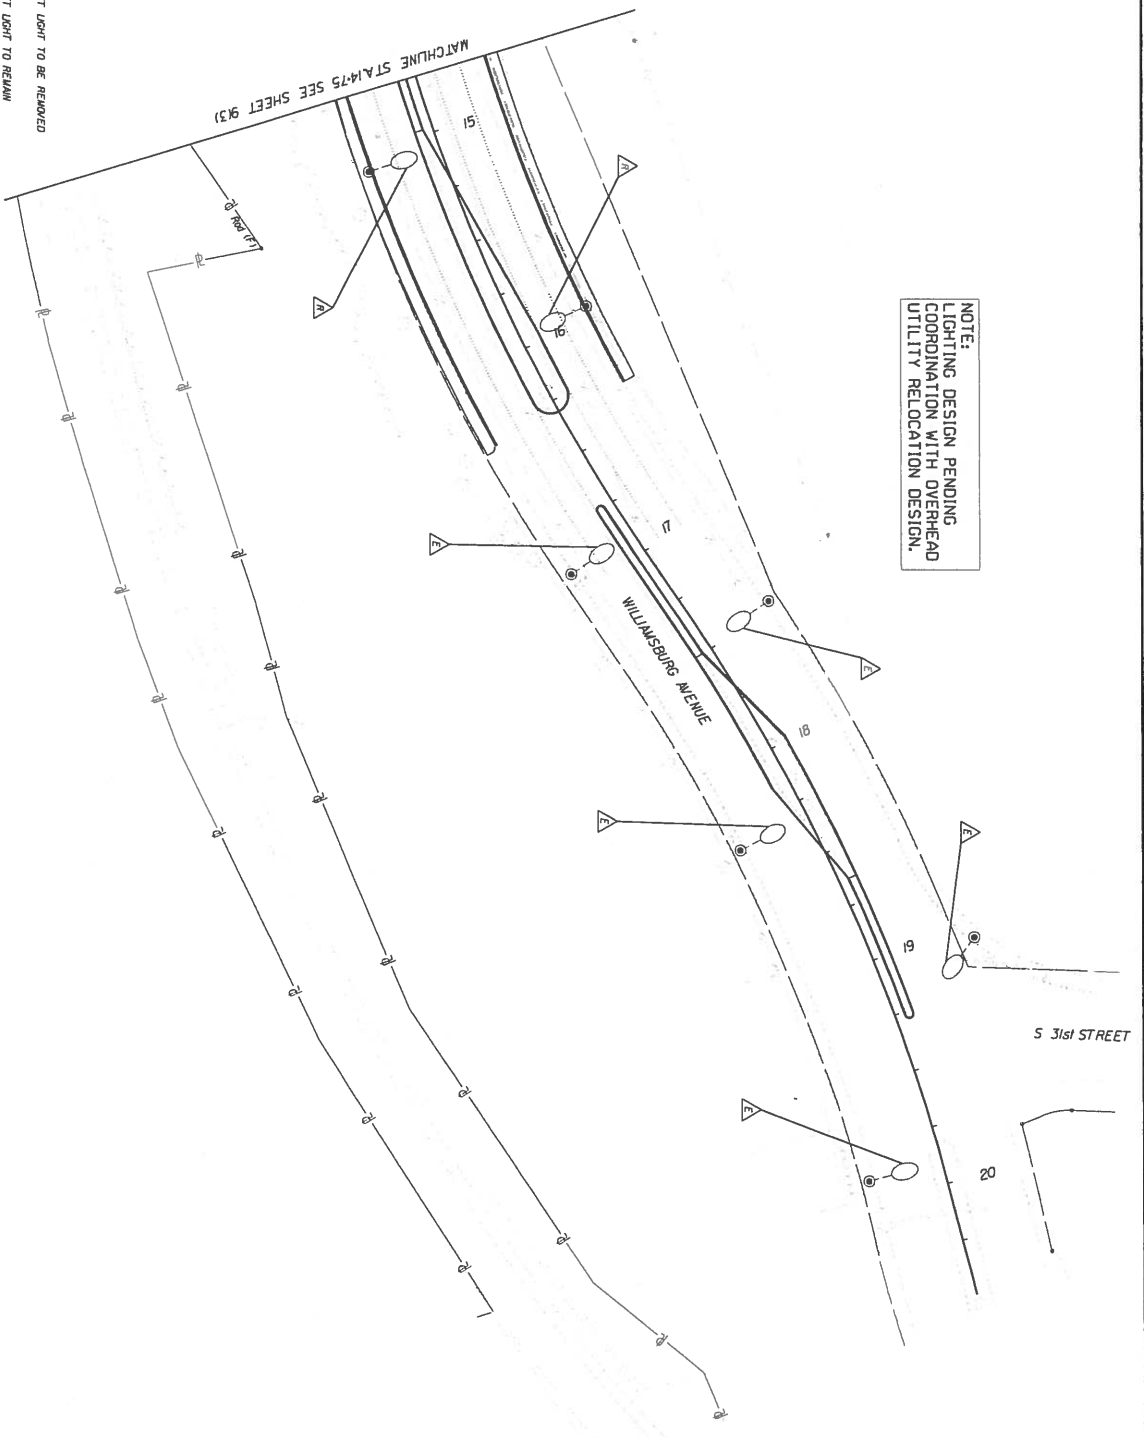 T LIGHT TO BE REMOVED
T LIGHT TO REMAIN
MATCHLINE STA.14+75 SEE SHEET 9(3)
NOTE:
LIGHTING DESIGN PENDING
COORDINATION WITH OVERHEAD
UTILITY RELOCATION DESIGN.
15
R
R
Rod (F)
16
17
E
E
WILLIAMSBURG AVENUE
18
E
E
19
S 31st STREET
E
20